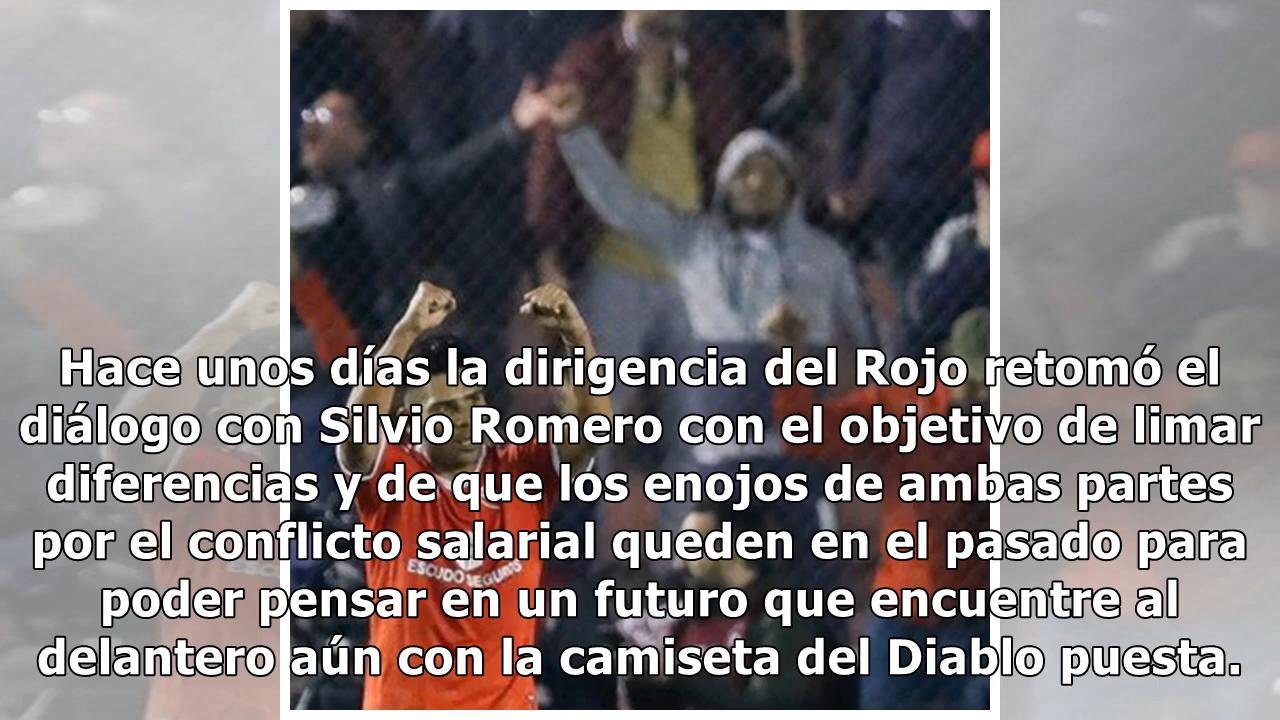 Hace unos días la dirigencia del Rojo retomó el
diálogo con Silvio Romero con el objetivo de limar
diferencias y de que los enojos de ambas partes
por el conflicto salarial queden en el pasado para
poder pensar en un futuro que encuentre al
delantero aún con la camiseta del Diablo puesta.
ESCUDO SEGUROS